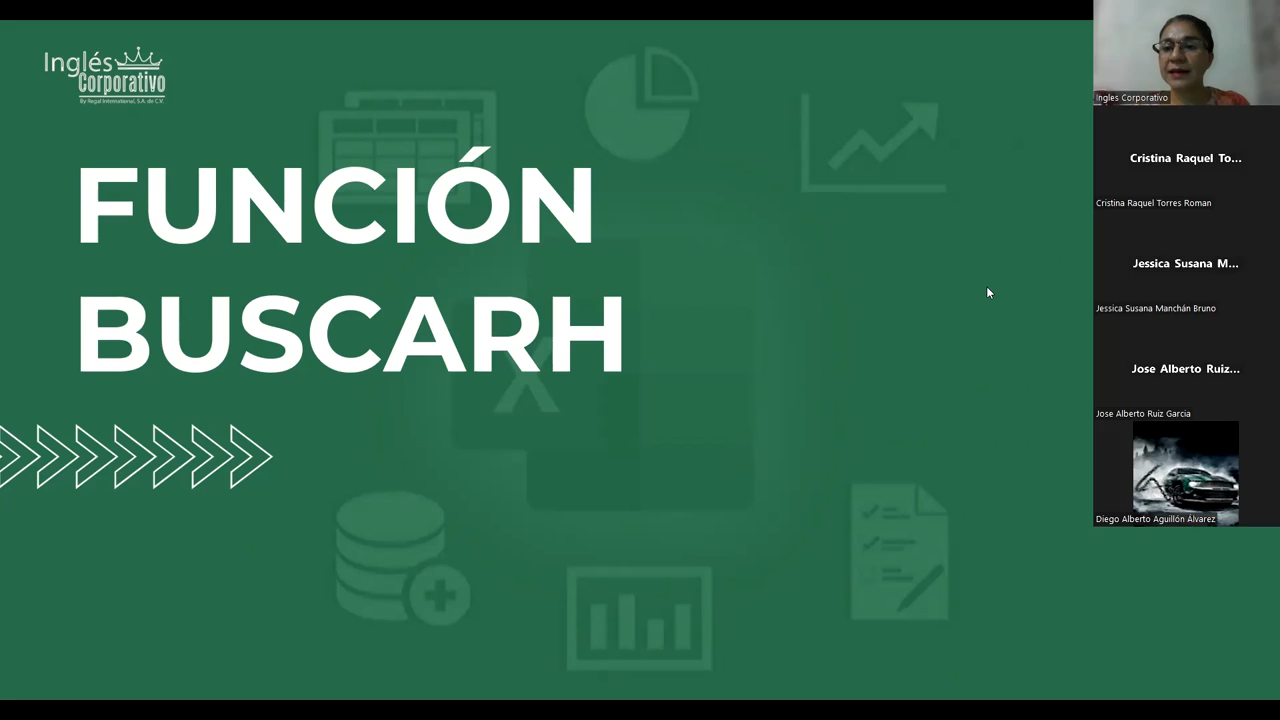 Inglés
Corporativo
By Regal International, S.A. de C.V.
FUNCIÓN
BUSCARH
X
Ingles Corporativo
Cristina Raquel To...
Cristina Raquel Torres Roman
Jessica Susana M...
Jessica Susana Manchán Bruno
Jose Alberto Ruiz...
Jose Alberto Ruiz Garcia
Diego Alberto Aguillón Álvarez